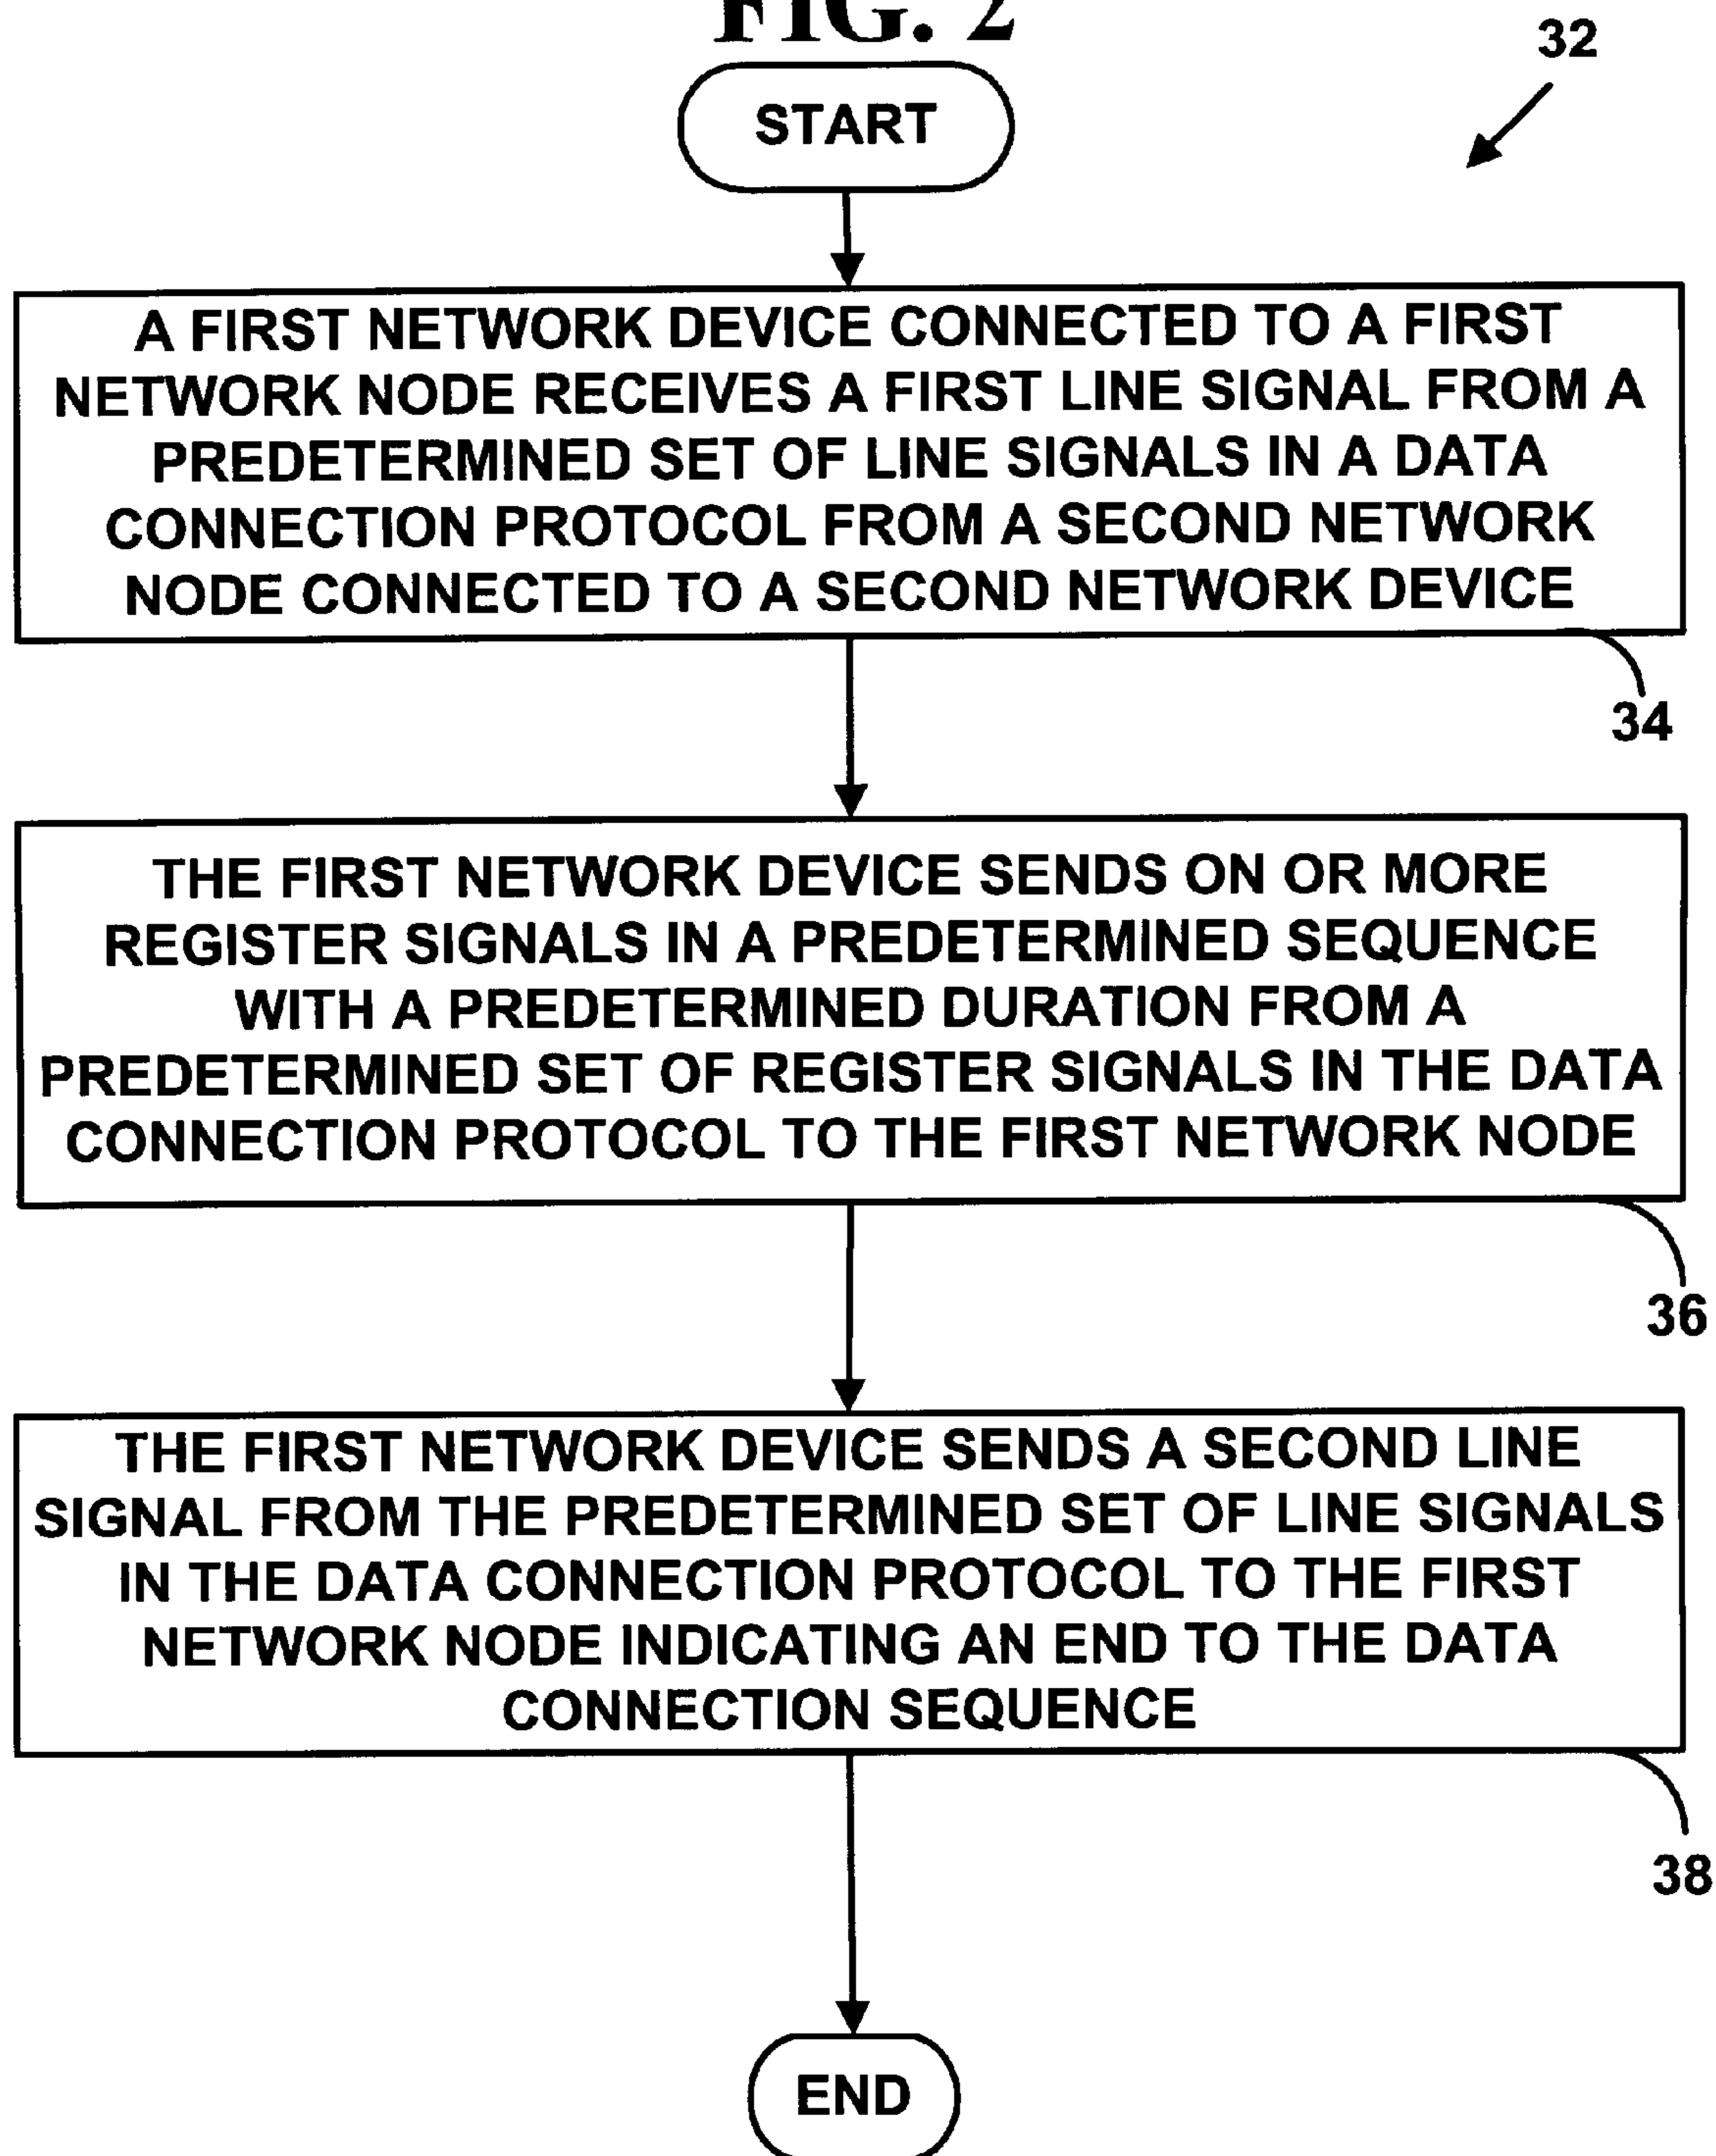 FIG. 2
32
START
A FIRST NETWORK DEVICE CONNECTED TO A FIRST
NETWORK NODE RECEIVES A FIRST LINE SIGNAL FROM A
PREDETERMINED SET OF LINE SIGNALS IN A DATA
CONNECTION PROTOCOL FROM A SECOND NETWORK
NODE CONNECTED TO A SECOND NETWORK DEVICE
34
THE FIRST NETWORK DEVICE SENDS ON OR MORE
REGISTER SIGNALS IN A PREDETERMINED SEQUENCE
WITH A PREDETERMINED DURATION FROM A
PREDETERMINED SET OF REGISTER SIGNALS IN THE DATA
CONNECTION PROTOCOL TO THE FIRST NETWORK NODE
36
THE FIRST NETWORK DEVICE SENDS A SECOND LINE
SIGNAL FROM THE PREDETERMINED SET OF LINE SIGNALS
IN THE DATA CONNECTION PROTOCOL TO THE FIRST
NETWORK NODE INDICATING AN END TO THE DATA
CONNECTION SEQUENCE
38
END